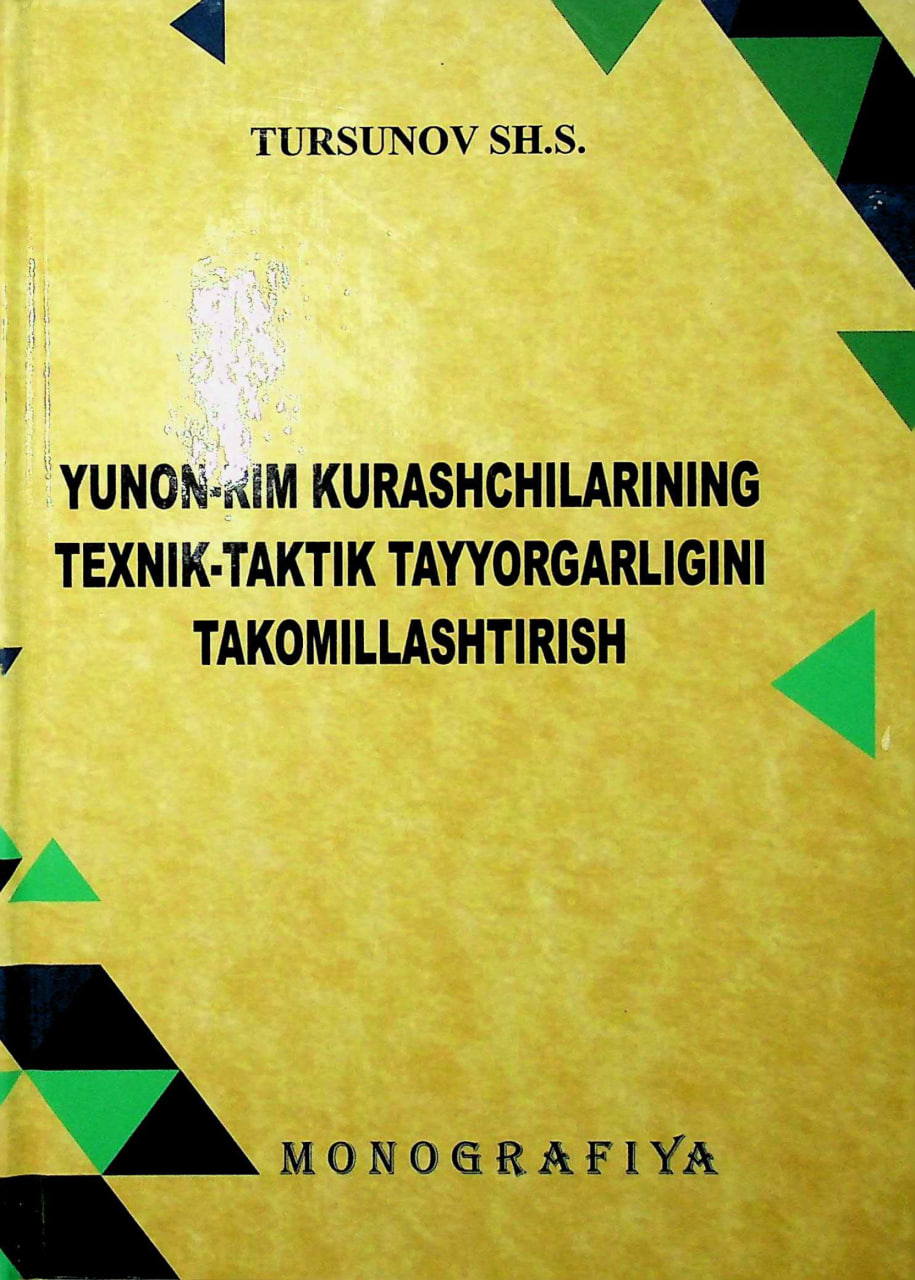 TURSUNOV SH.S.
YUNON-RIM KURASHCHILARINING
TEXNIK-TAKTIK TAYYORGARLIGINI
TAKOMILLASHTIRISH
MONOGRAFIYA